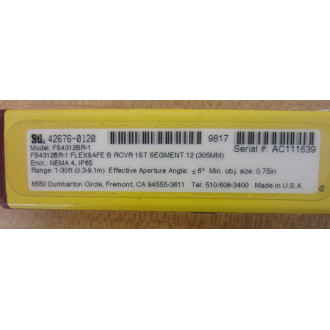 Sti 42676-0120
Model: FS4312BR-1
FS4312BR-1 FLEXSAFE B RCVR 1ST SEGMENT 12 (305MM)
9817
Serial #: AC111639
Encl.: NEMA 4, IP65
Range: 1-30ft (0.3-9.1m) Effective Aperture Angle: ±6° Min. obj. size: 0.75in
6550 Dumbarton Circle, Fremont, CA 94555-3611 Tel: 510/608-3400 Made in U.S.A.